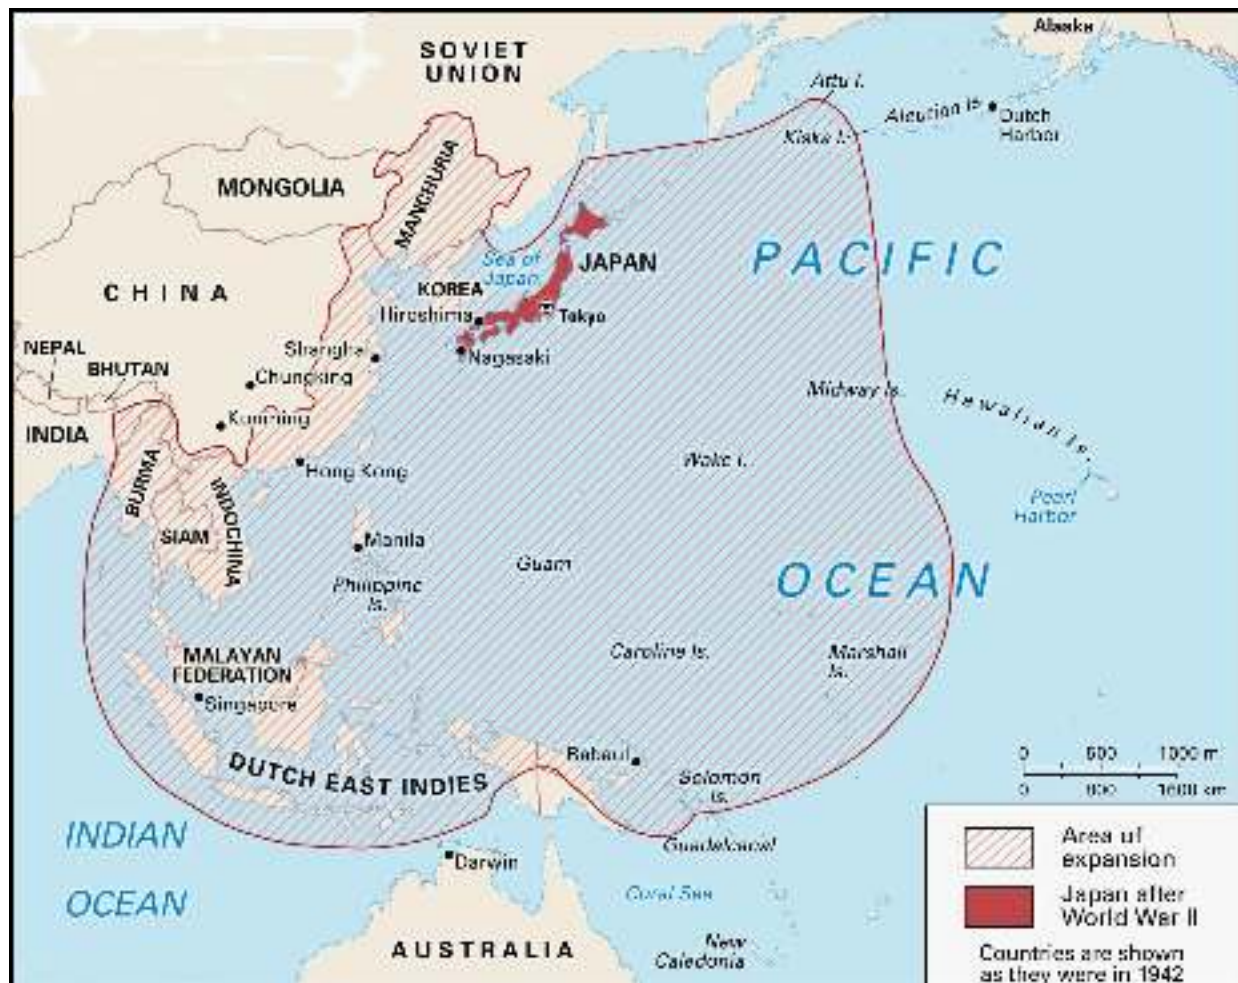 Alaska
SOVIET
UNION
Attu I.
Aleutian Is.
Dutch
Harbor
Kiska I.
MONGOLIA
MANCHURIA
PACIFIC
Sea of
Japan
JAPAN
CHINA
KOREA
Hiroshima
Tokyo
NEPAL
BHUTAN
Shanghai
Nagasaki
Chungking
Midway Is.
Hawaiian Is.
INDIA
Kunming
Wake I.
Hong Kong
BURMA
INDOCHINA
Pearl
Harbor
SIAM
Manila
Guam
OCEAN
Philippine
Is.
MALAYAN
FEDERATION
Caroline Is.
Marshall
Is.
Singapore
DUTCH EAST INDIES
Rabaul
Solomon
Is.
0 600 1000 m
0 800 1600 km
INDIAN
OCEAN
Guadalcanal
Darwin
Coral Sea
AUSTRALIA
New
Caledonia
Area of
expansion
Japan after
World War II
Countries are shown
as they were in 1942